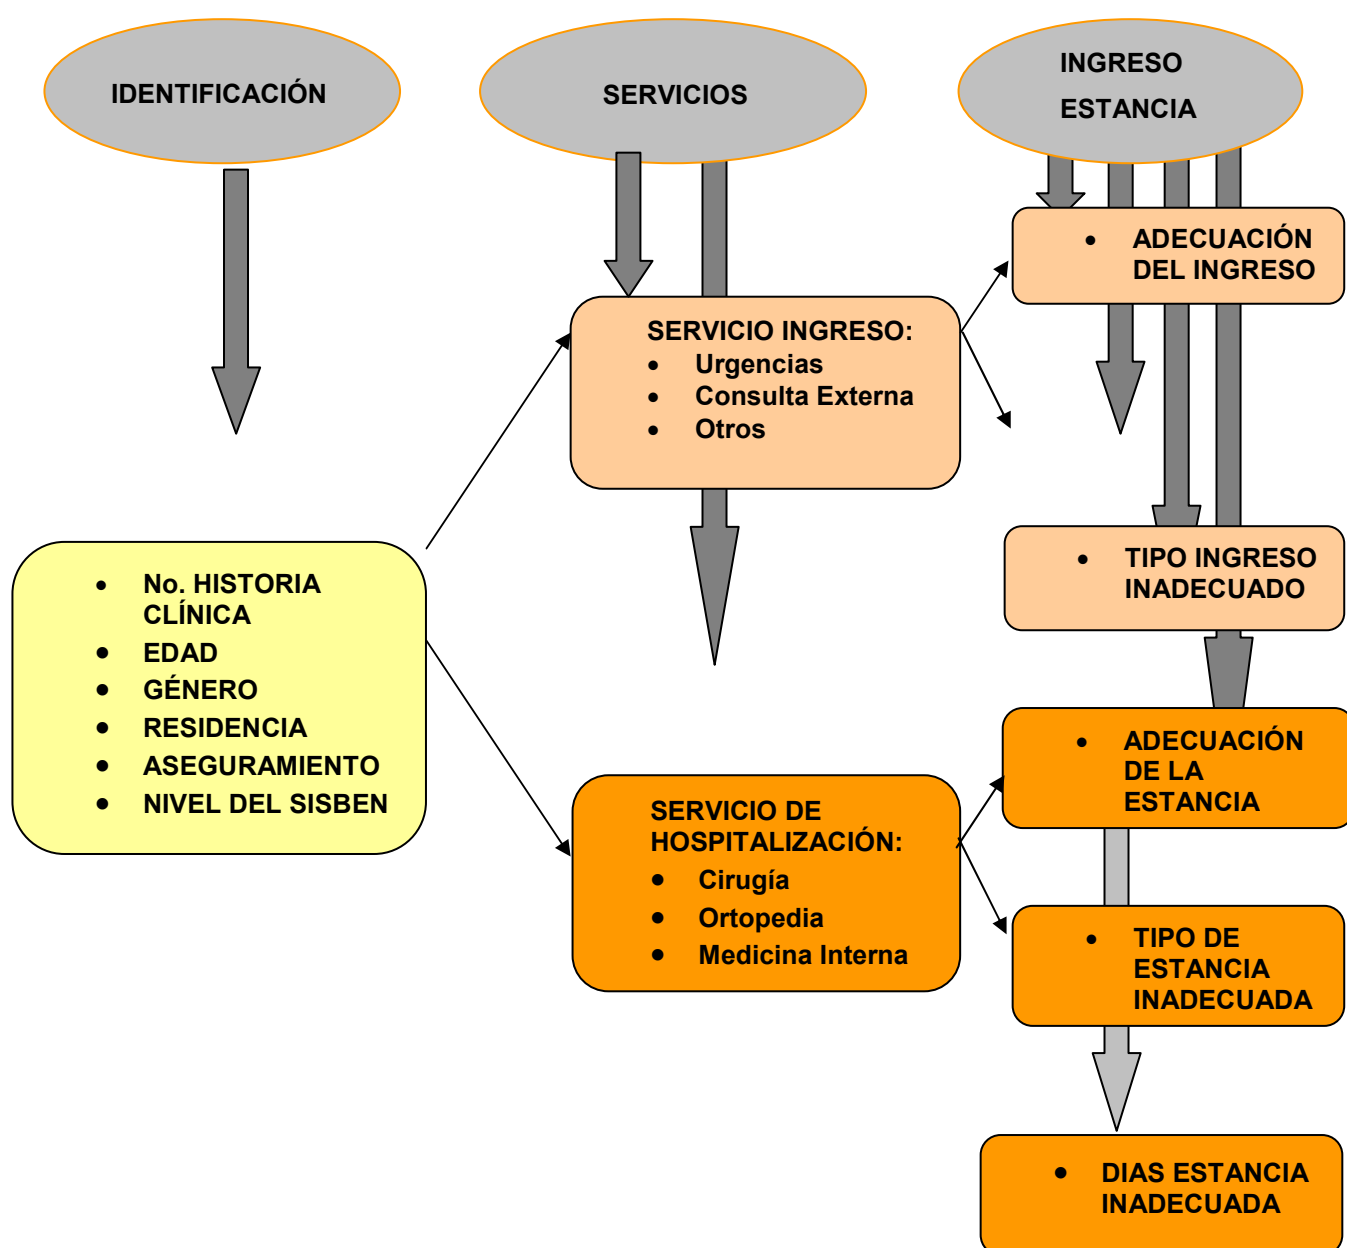 IDENTIFICACIÓN
SERVICIOS
INGRESO
ESTANCIA
• ADECUACIÓN
DEL INGRESO
SERVICIO INGRESO:
• Urgencias
• Consulta Externa
• Otros
• TIPO INGRESO
INADECUADO
• No. HISTORIA
CLÍNICA
• EDAD
• GÉNERO
• RESIDENCIA
• ASEGURAMIENTO
• NIVEL DEL SISBEN
• ADECUACIÓN
DE LA
ESTANCIA
SERVICIO DE
HOSPITALIZACIÓN:
• Cirugía
• Ortopedia
• Medicina Interna
• TIPO DE
ESTANCIA
INADECUADA
• DIAS ESTANCIA
INADECUADA